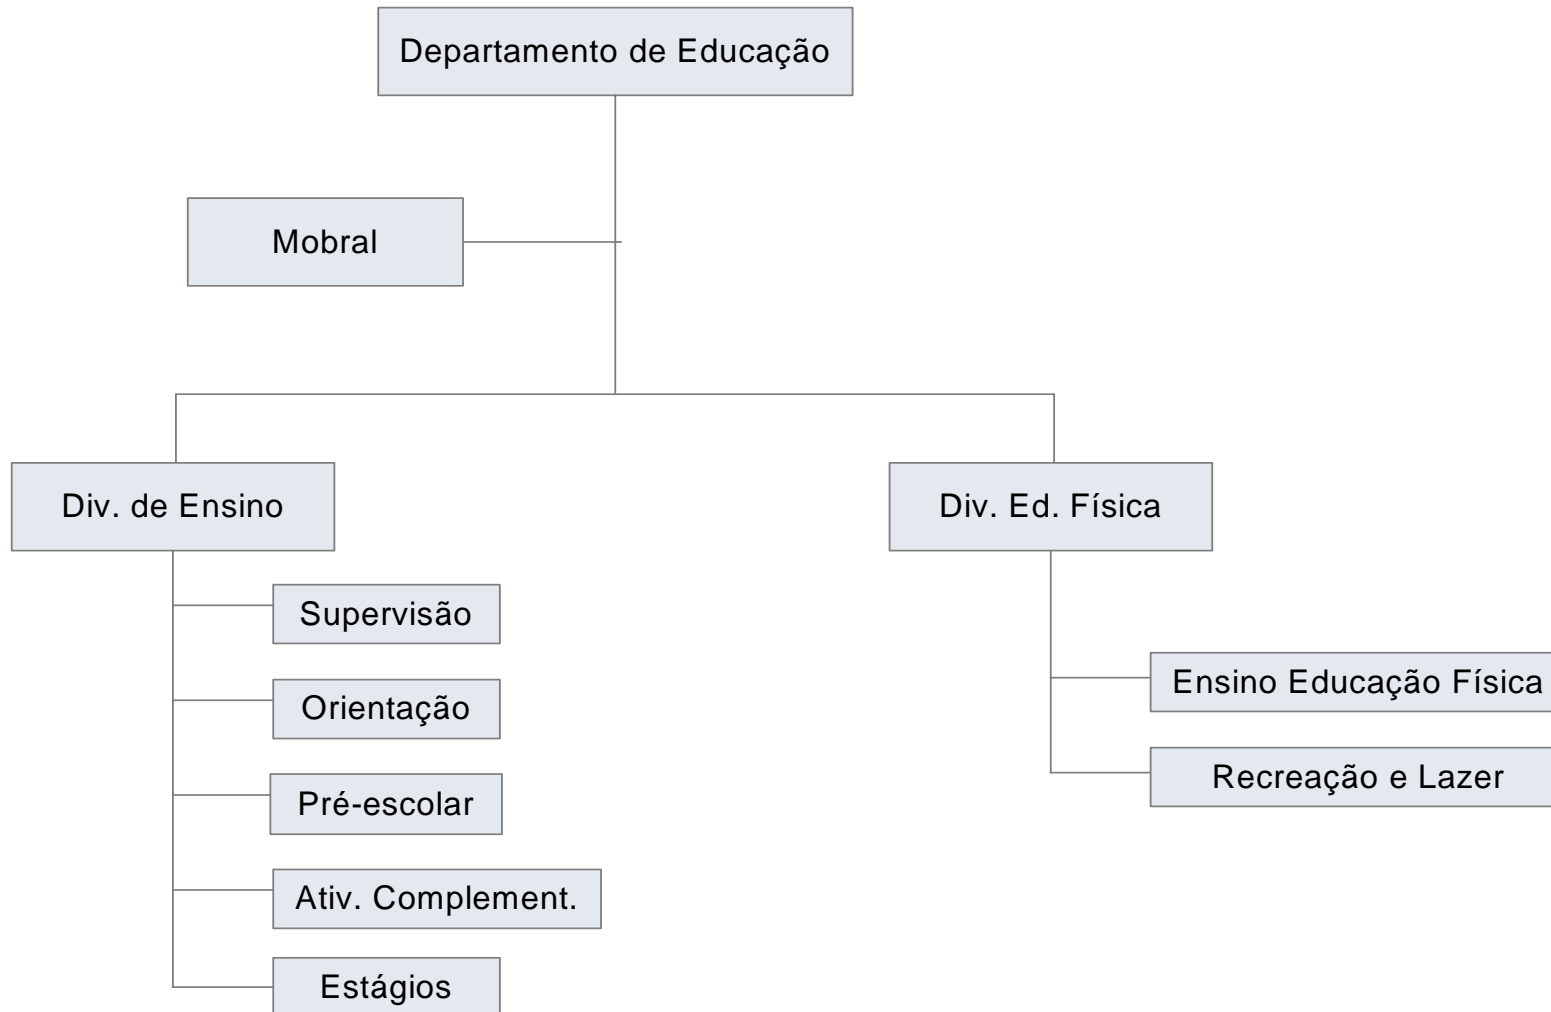 Departamento de Educação
Mobral
Div. de Ensino
Div. Ed. Física
Supervisão
Orientação
Pré-escolar
Ativ. Complement.
Estágios
Ensino Educação Física
Recreação e Lazer